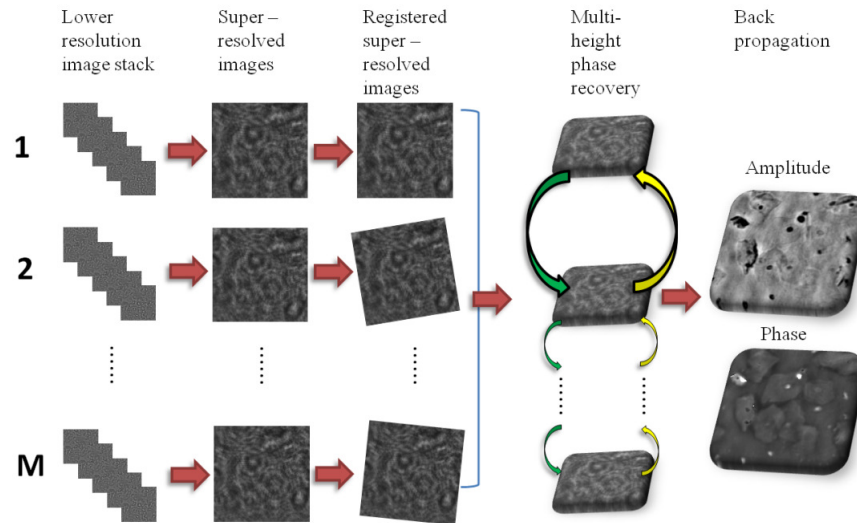 Lower
resolution
image stack
Super –
resolved
images
Registered
super –
resolved
images
Multi-
height
phase
recovery
Back
propagation
1
2
M
Amplitude
Phase